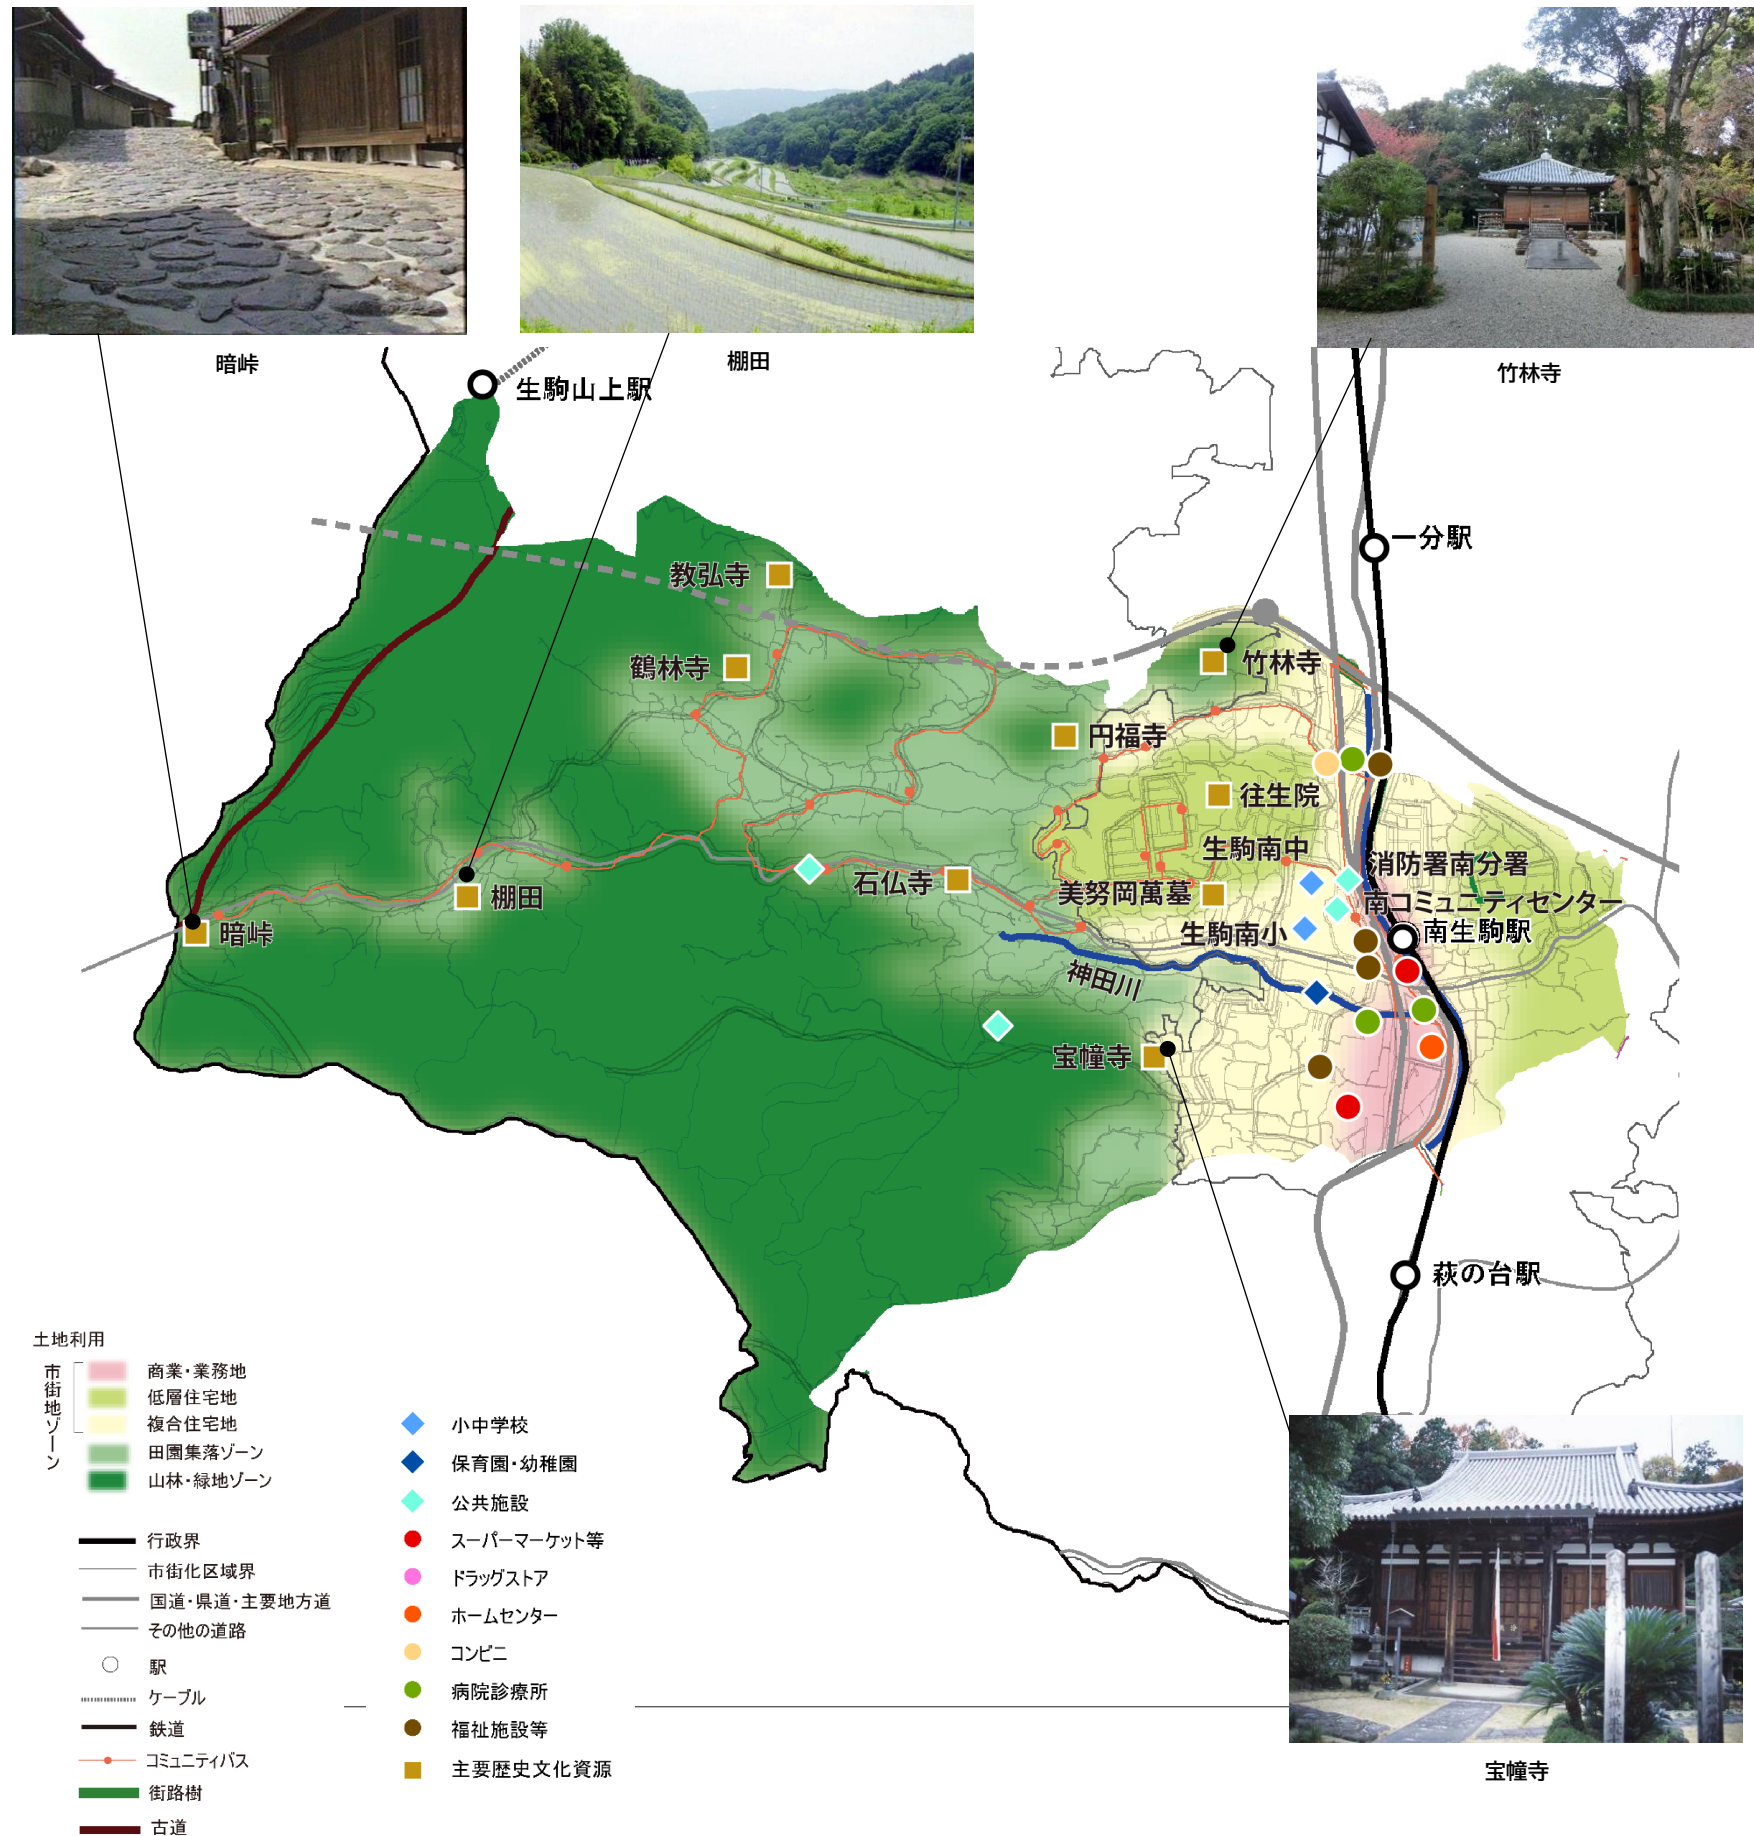 暗峠
棚田
竹林寺
生駒山上駅
一分駅
教弘寺
鶴林寺
竹林寺
円福寺
往生院
生駒南中
消防署南分署
石仏寺
美努岡萬墓
南コミュニティセンター
棚田
暗峠
生駒南小
南生駒駅
神田川
宝幢寺
萩の台駅
土地利用
市街地ゾーン
商業・業務地
低層住宅地
複合住宅地
田園集落ゾーン
山林・緑地ゾーン
行政界
市街化区域界
国道・県道・主要地方道
その他の道路
駅
ケーブル
鉄道
コミュニティバス
街路樹
古道
小中学校
保育園・幼稚園
公共施設
スーパーマーケット等
ドラッグストア
ホームセンター
コンビニ
病院診療所
福祉施設等
主要歴史文化資源
宝幢寺